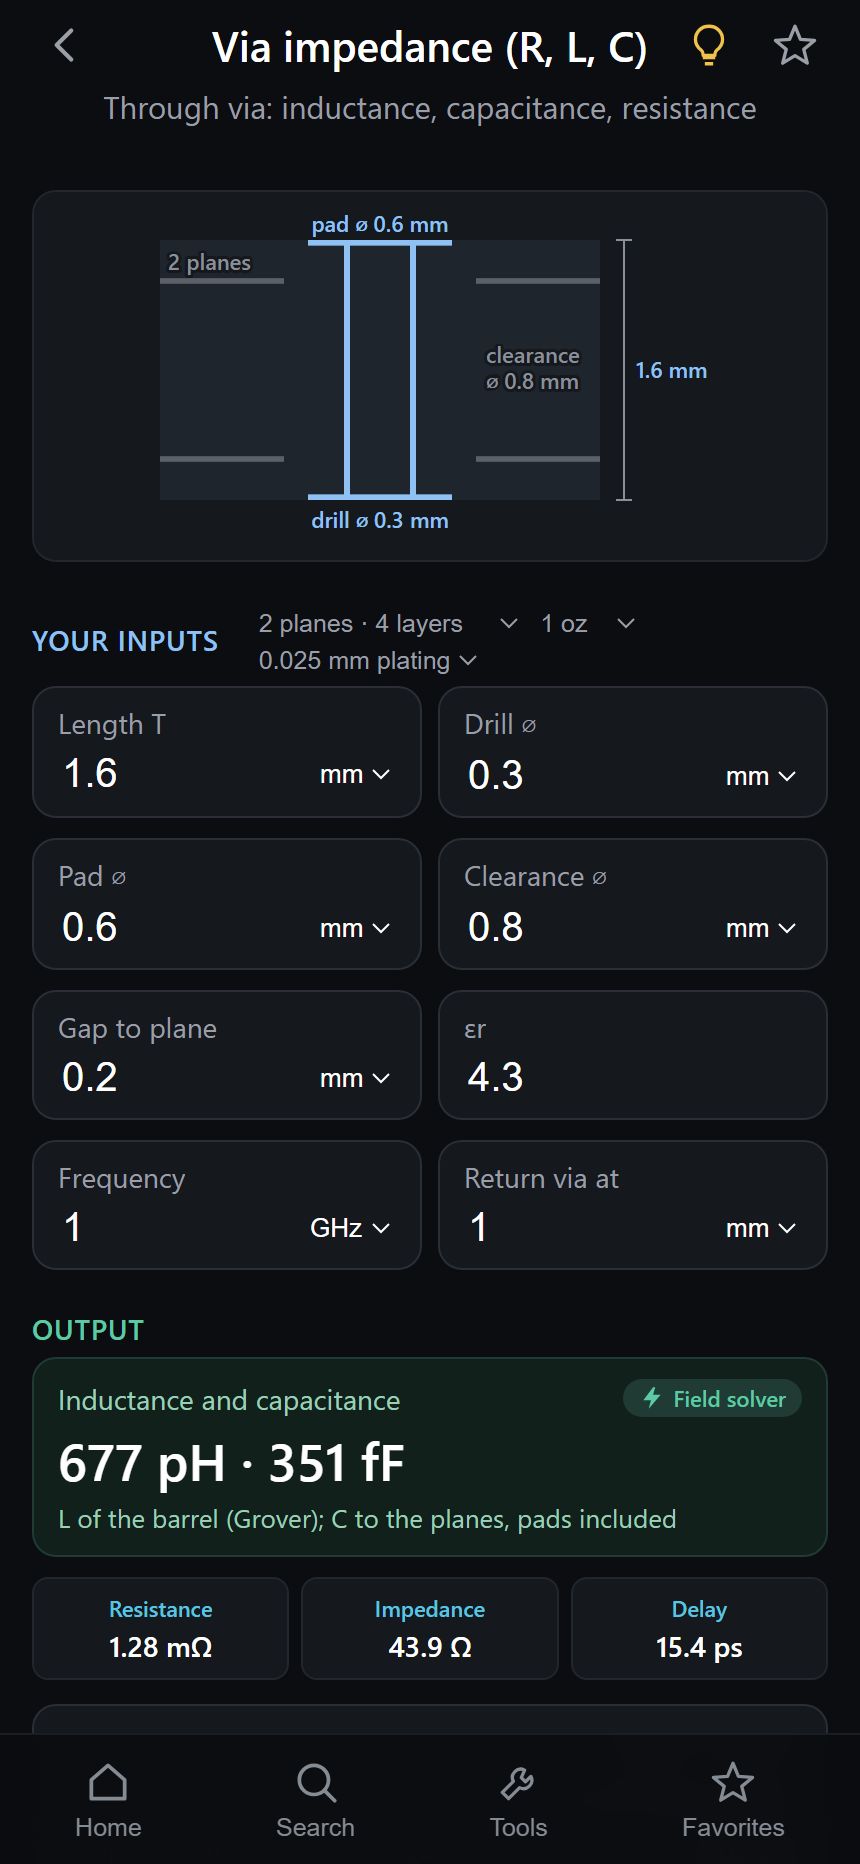 Via impedance (R, L, C)
Through via: inductance, capacitance, resistance
pad ⌀ 0.6 mm
2 planes
clearance
⌀ 0.8 mm
1.6 mm
drill ⌀ 0.3 mm
YOUR INPUTS
2 planes · 4 layers
1 oz
0.025 mm plating
Length T
1.6 mm
Drill ⌀
0.3 mm
Pad ⌀
0.6 mm
Clearance ⌀
0.8 mm
Gap to plane
0.2 mm
εr
4.3
Frequency
1 GHz
Return via at
1 mm
OUTPUT
Inductance and capacitance
Field solver
677 pH · 351 fF
L of the barrel (Grover); C to the planes, pads included
Resistance
1.28 mΩ
Impedance
43.9 Ω
Delay
15.4 ps
Home
Search
Tools
Favorites